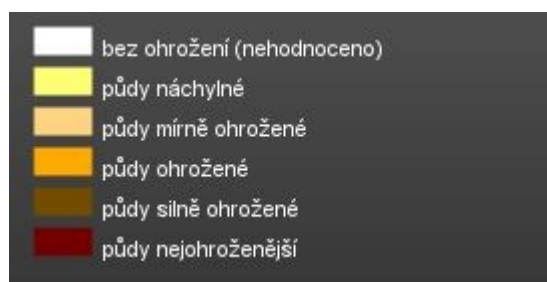 bez ohrožení (nehodnoceno)
půdy náchylné
půdy mírně ohrožené
půdy ohrožené
půdy silně ohrožené
půdy nejohroženější